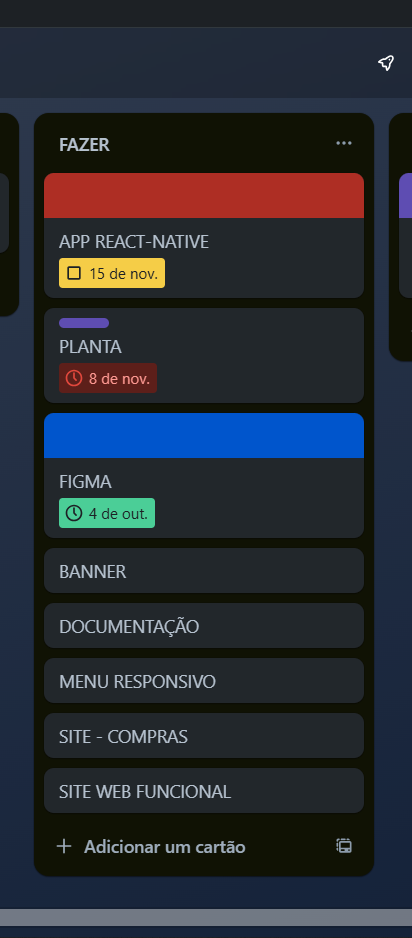 FAZER
APP REACT-NATIVE
15 de nov.
PLANTA
8 de nov.
FIGMA
4 de out.
BANNER
DOCUMENTAÇÃO
MENU RESPONSIVO
SITE - COMPRAS
SITE WEB FUNCIONAL
Adicionar um cartão